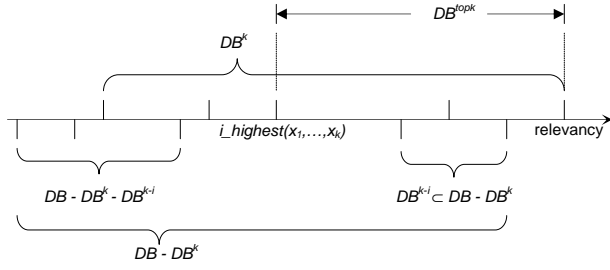 DB^topk
DB^k
i_highest(x₁,…,xₖ)
relevancy
DB - DB^k - DB^k-i
DB^k-i ⊂ DB - DB^k
DB - DB^k